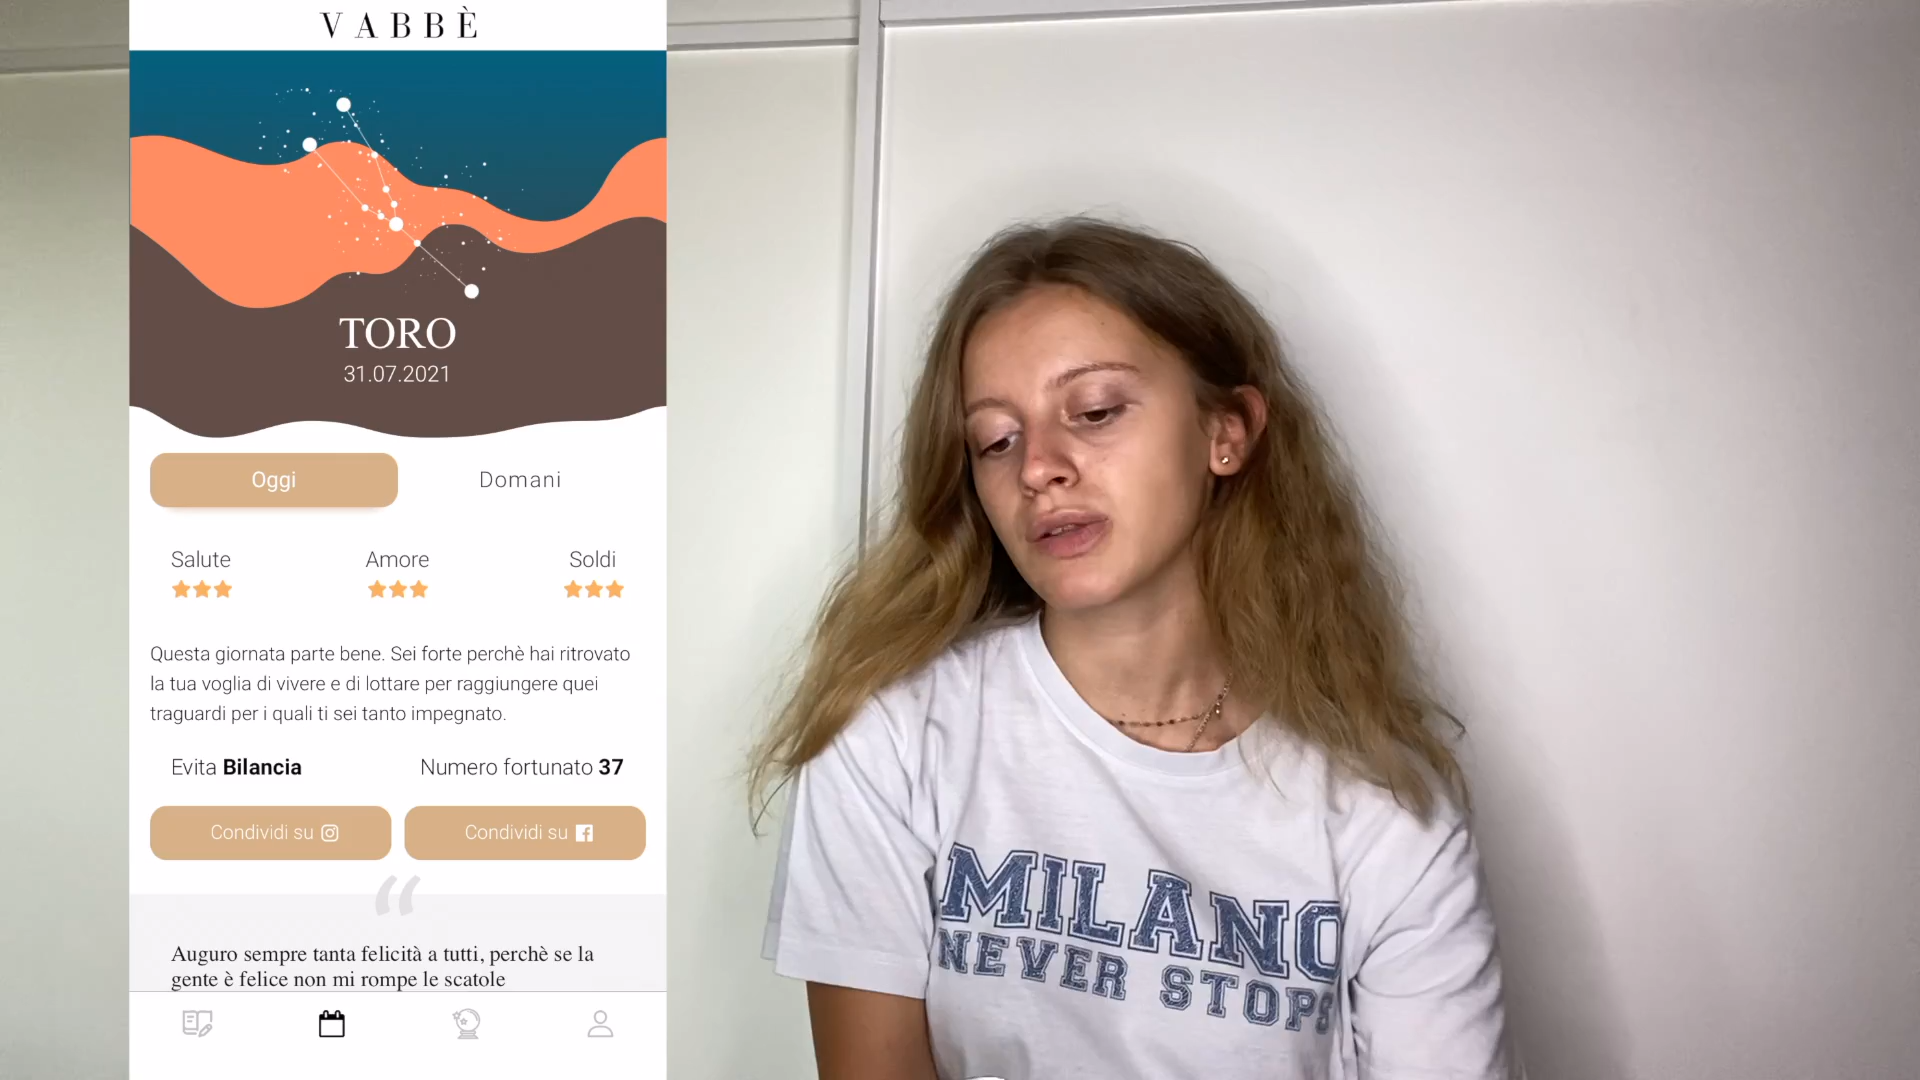 VABBÈ
TORO
31.07.2021
Oggi
Domani
Salute
Amore
Soldi
Questa giornata parte bene. Sei forte perchè hai ritrovato
la tua voglia di vivere e di lottare per raggiungere quei
traguardi per i quali ti sei tanto impegnato.
Evita Bilancia
Numero fortunato 37
Condividi su
Condividi su
“
Auguro sempre tanta felicità a tutti, perchè se la
gente è felice non mi rompe le scatole
MILANO
NEVER STOPS